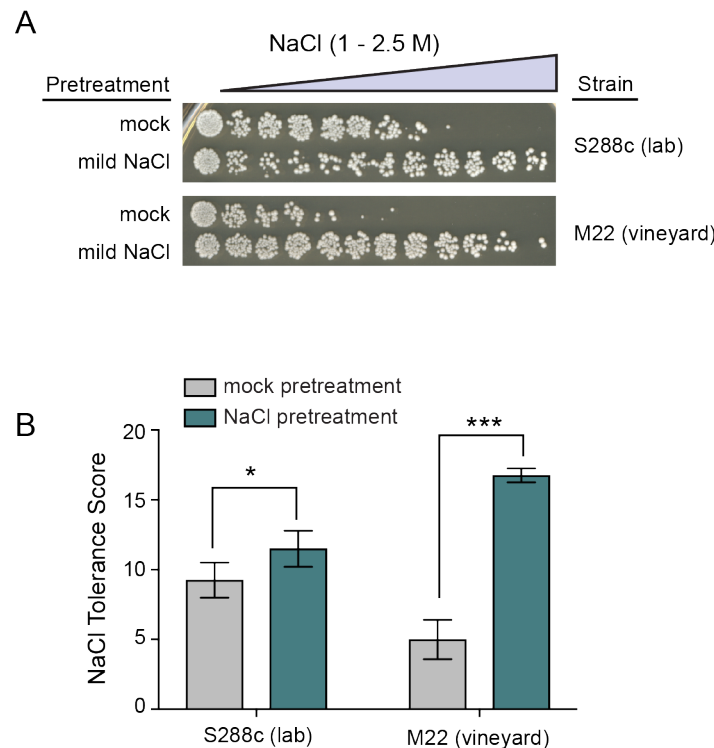 A
NaCl (1 - 2.5 M)
Pretreatment
Strain
mock
mild NaCl
S288c (lab)
mock
mild NaCl
M22 (vineyard)
B
mock pretreatment
NaCl pretreatment
NaCl Tolerance Score
20
15
10
5
0
*
***
S288c (lab)
M22 (vineyard)